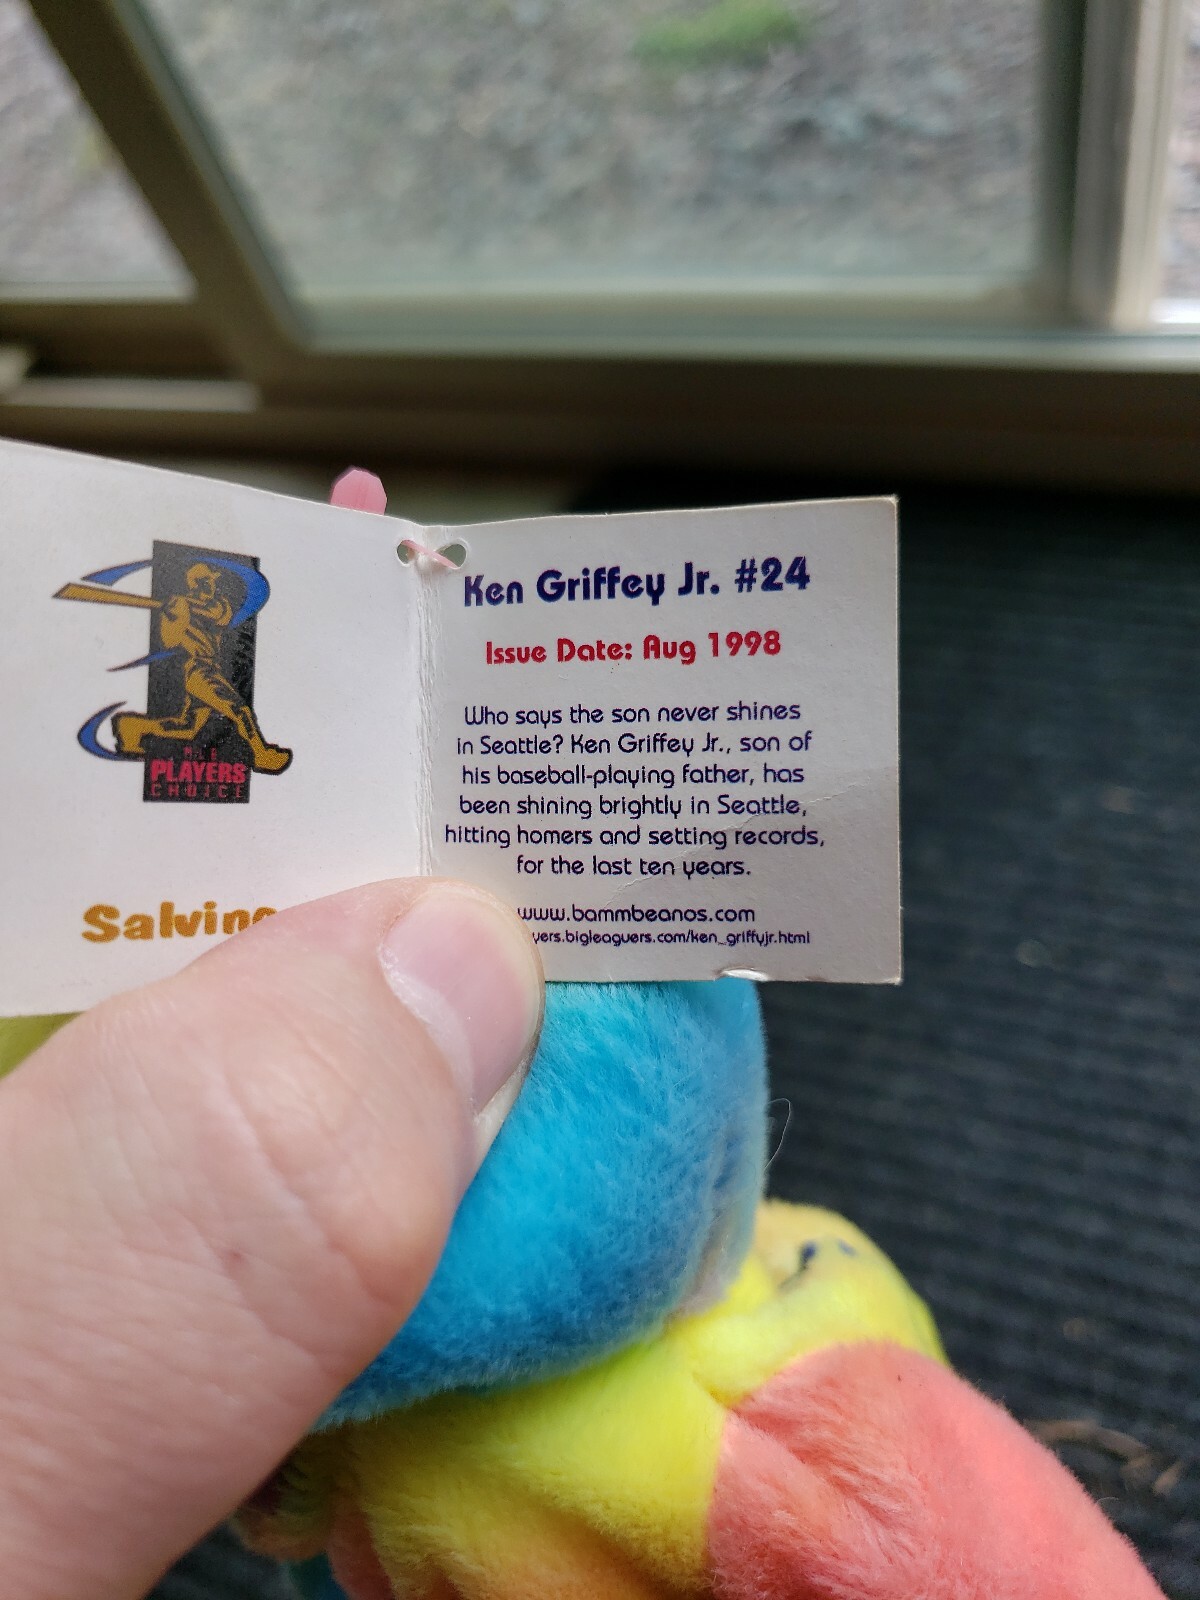 MLB
PLAYERS
CHOICE
Ken Griffey Jr. #24
Issue Date: Aug 1998
Who says the son never shines
in Seattle? Ken Griffey Jr., son of
his baseball-playing father, has
been shining brightly in Seattle,
hitting homers and setting records,
for the last ten years.
www.bammbeanos.com
yers.bigleaguers.com/ken_griffyjr.html